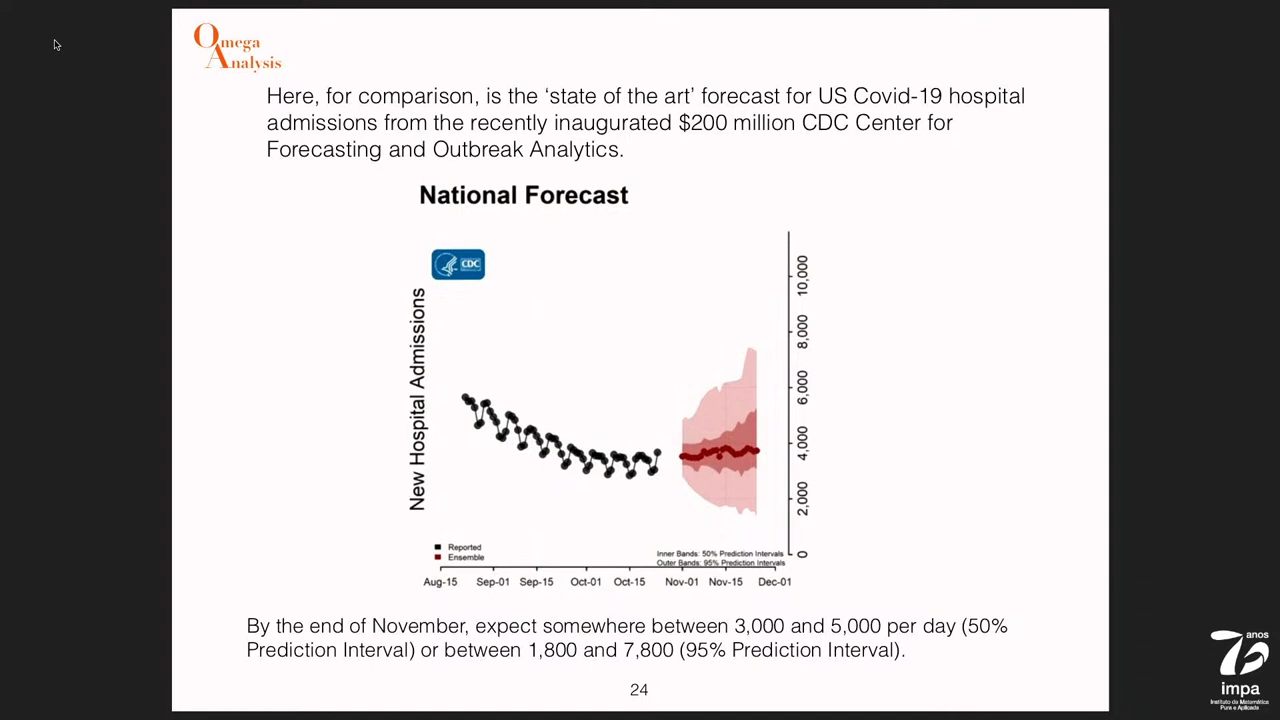 Omega
Analysis
Here, for comparison, is the ‘state of the art’ forecast for US Covid-19 hospital
admissions from the recently inaugurated $200 million CDC Center for
Forecasting and Outbreak Analytics.
National Forecast
CDC
New Hospital Admissions
10,000
8,000
6,000
4,000
2,000
0
Reported
Ensemble
Inner Bands: 50% Prediction Intervals
Outer Bands: 95% Prediction Intervals
Aug-15 Sep-01 Sep-15 Oct-01 Oct-15 Nov-01 Nov-15 Dec-01
By the end of November, expect somewhere between 3,000 and 5,000 per day (50%
Prediction Interval) or between 1,800 and 7,800 (95% Prediction Interval).
24
anos
impa
Instituto de Matemática
Pura e Aplicada